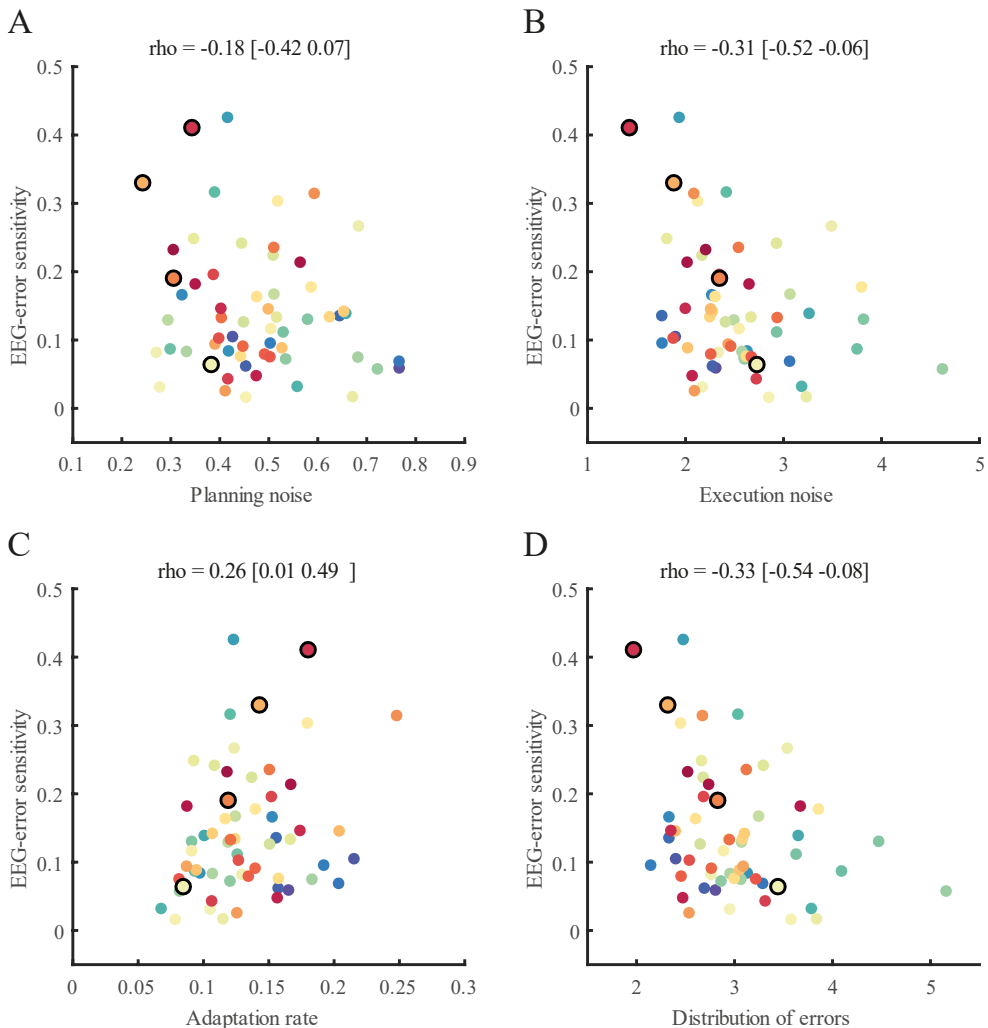 A
rho = -0.18 [-0.42 0.07]
EEG-error sensitivity
0.5
0.4
0.3
0.2
0.1
0
0.1 0.2 0.3 0.4 0.5 0.6 0.7 0.8 0.9
Planning noise
B
rho = -0.31 [-0.52 -0.06]
EEG-error sensitivity
0.5
0.4
0.3
0.2
0.1
0
1 2 3 4 5
Execution noise
C
rho = 0.26 [0.01 0.49 ]
EEG-error sensitivity
0.5
0.4
0.3
0.2
0.1
0
0 0.05 0.1 0.15 0.2 0.25 0.3
Adaptation rate
D
rho = -0.33 [-0.54 -0.08]
EEG-error sensitivity
0.5
0.4
0.3
0.2
0.1
0
2 3 4 5
Distribution of errors